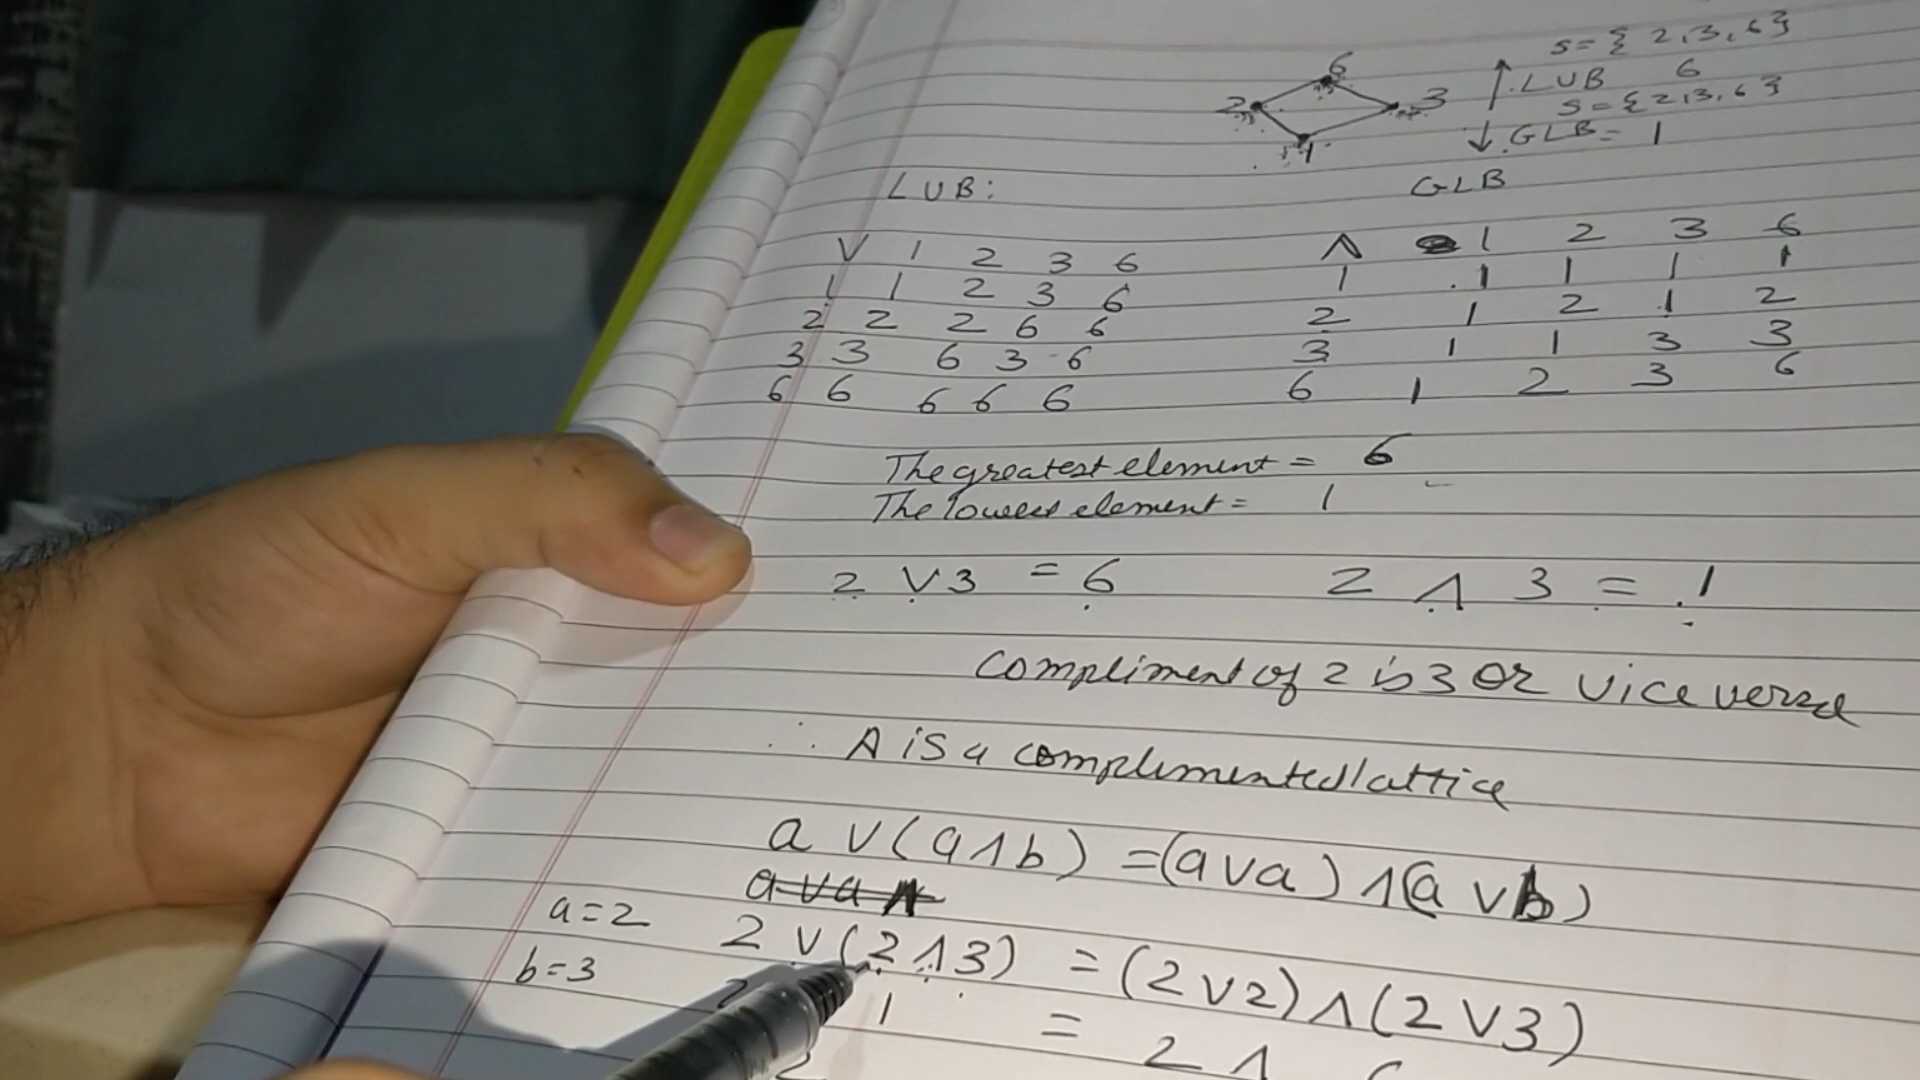 S = { 2, 3, 6 }
6
LUB 6
2 3
S = { 2, 3, 6 }
GLB = 1
1
LUB: GLB
V 1 2 3 6
1 1 2 3 6
2 2 2 6 6
3 3 6 3 6
6 6 6 6 6
Λ 1 2 3 6
1 1 1 1 1
2 1 2 1 2
3 1 1 3 3
6 1 2 3 6
The greatest element = 6
The lowest element = 1
2 V 3 = 6 2 Λ 3 = 1
Compliment of 2 is 3 or vice versa
∴ A is a complimented lattice
a V (a Λ b) = (a V a) Λ (a V b)
a V a Λ
a = 2 2 V (2 Λ 3) = (2 V 2) Λ (2 V 3)
b = 3
1 = 2 Λ